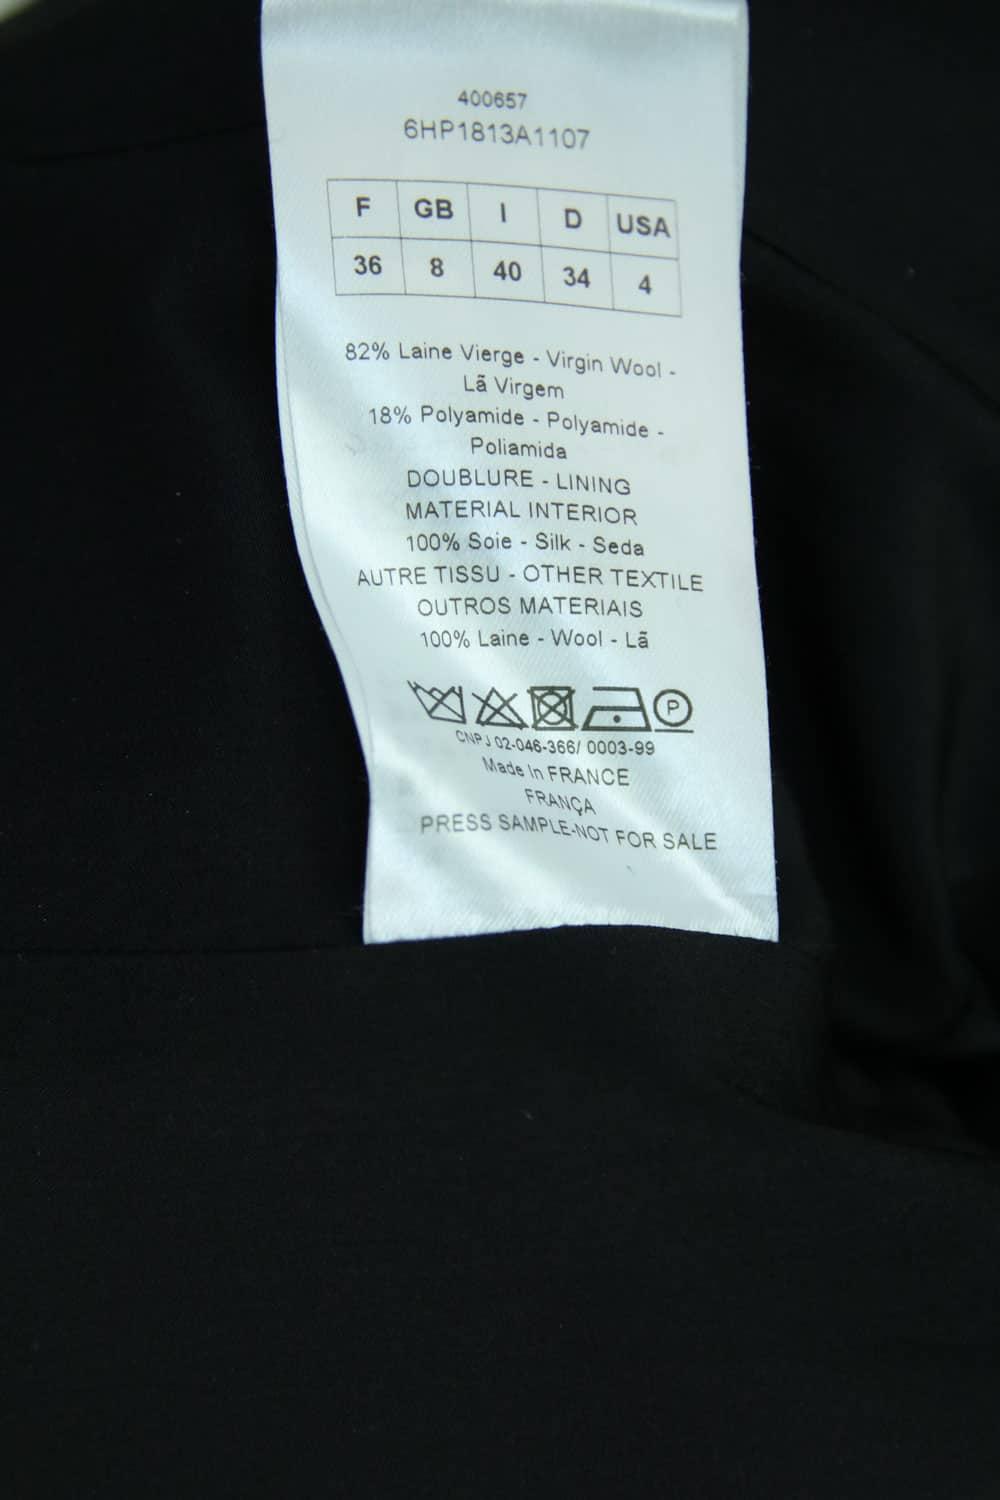 400657
6HP1813A1107
F GB I D USA
36 8 40 34 4
82% Laine Vierge - Virgin Wool -
Lã Virgem
18% Polyamide - Polyamide -
Poliamida
DOUBLURE - LINING
MATERIAL INTERIOR
100% Soie - Silk - Seda
AUTRE TISSU - OTHER TEXTILE
OUTROS MATERIAIS
100% Laine - Wool - Lã
P
CNPJ 02-046-366/ 0003-99
Made In FRANCE
FRANÇA
PRESS SAMPLE-NOT FOR SALE